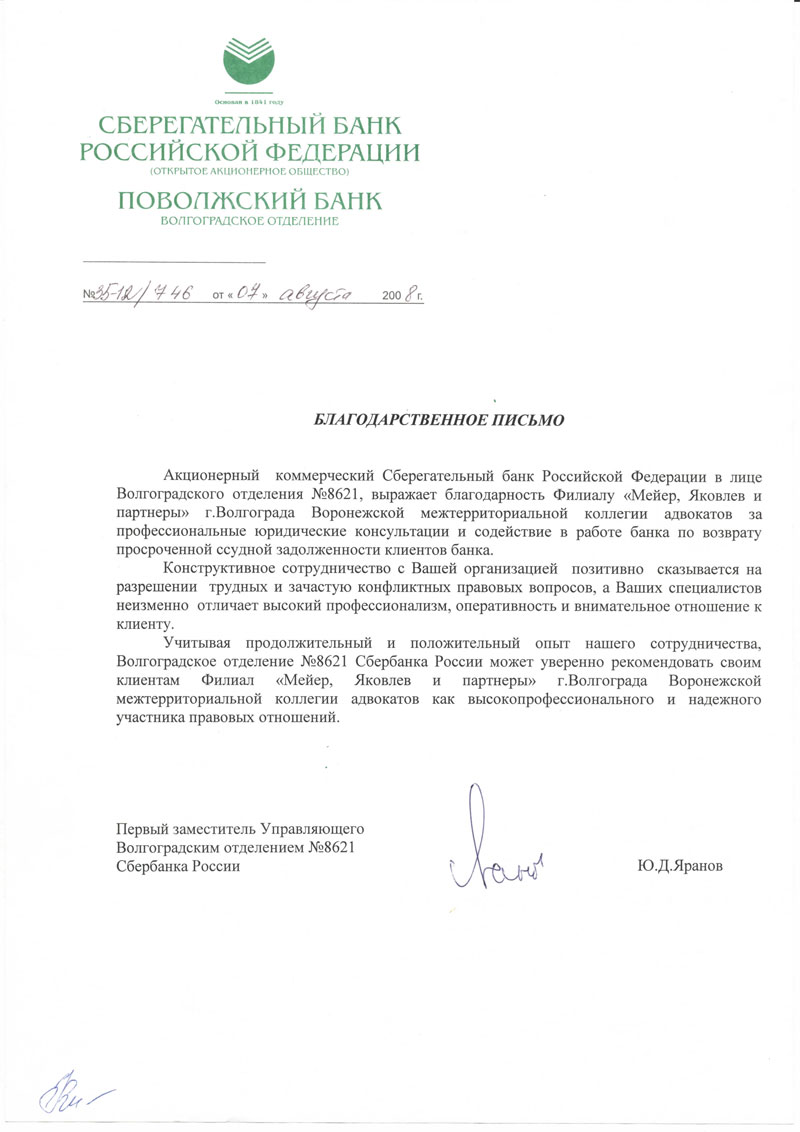 Основан в 1841 году
СБЕРЕГАТЕЛЬНЫЙ БАНК
РОССИЙСКОЙ ФЕДЕРАЦИИ
(ОТКРЫТОЕ АКЦИОНЕРНОЕ ОБЩЕСТВО)
ПОВОЛЖСКИЙ БАНК
ВОЛГОГРАДСКОЕ ОТДЕЛЕНИЕ
№35-12/746 от «07» августа 2008 г.
БЛАГОДАРСТВЕННОЕ ПИСЬМО
Акционерный коммерческий Сберегательный банк Российской Федерации в лице
Волгоградского отделения №8621, выражает благодарность Филиалу «Мейер, Яковлев и
партнеры» г.Волгограда Воронежской межтерриториальной коллегии адвокатов за
профессиональные юридические консультации и содействие в работе банка по возврату
просроченной ссудной задолженности клиентов банка.
Конструктивное сотрудничество с Вашей организацией позитивно сказывается на
разрешении трудных и зачастую конфликтных правовых вопросов, а Ваших специалистов
неизменно отличает высокий профессионализм, оперативность и внимательное отношение к
клиенту.
Учитывая продолжительный и положительный опыт нашего сотрудничества,
Волгоградское отделение №8621 Сбербанка России может уверенно рекомендовать своим
клиентам Филиал «Мейер, Яковлев и партнеры» г.Волгограда Воронежской
межтерриториальной коллегии адвокатов как высокопрофессионального и надежного
участника правовых отношений.
Первый заместитель Управляющего
Волгоградским отделением №8621
Сбербанка России Ю.Д.Яранов